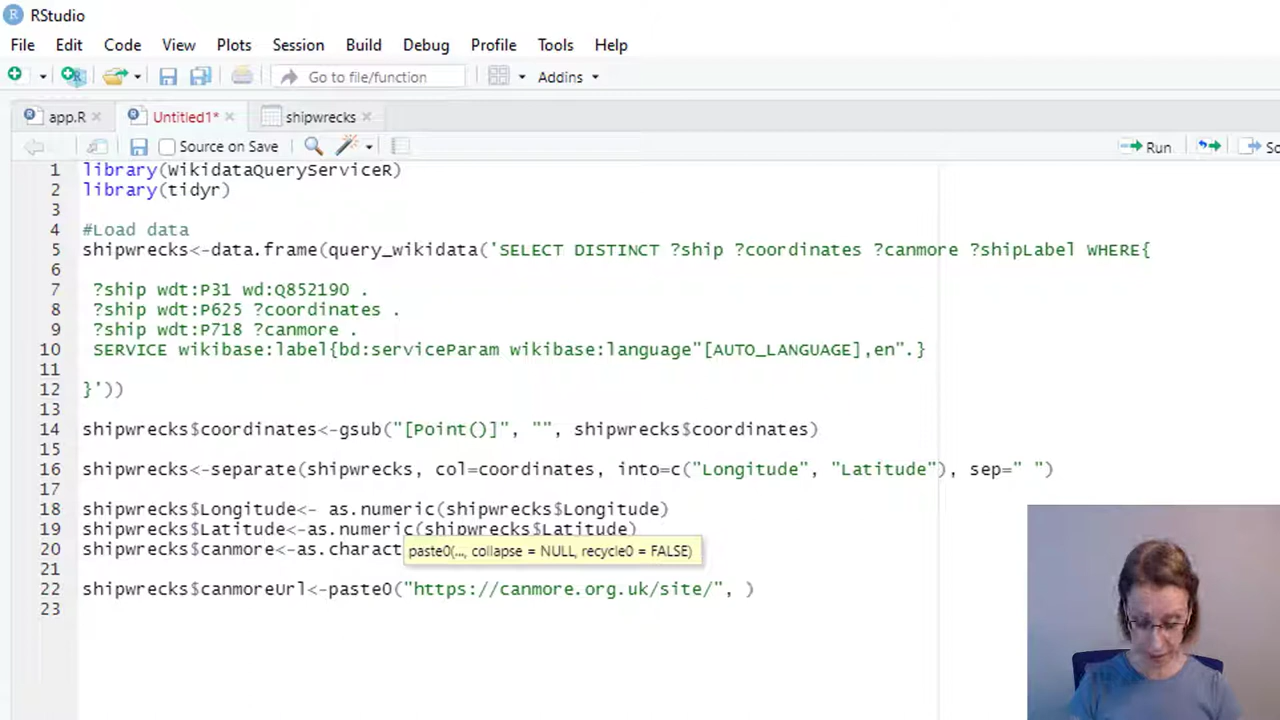 RStudio
File Edit Code View Plots Session Build Debug Profile Tools Help
Go to file/function Addins
app.R Untitled1* shipwrecks
Source on Save Run So
1 library(WikidataQueryServiceR)
2 library(tidyr)
3
4 #Load data
5 shipwrecks<-data.frame(query_wikidata('SELECT DISTINCT ?ship ?coordinates ?canmore ?shipLabel WHERE{
6
7 ?ship wdt:P31 wd:Q852190 .
8 ?ship wdt:P625 ?coordinates .
9 ?ship wdt:P718 ?canmore .
10 SERVICE wikibase:label{bd:serviceParam wikibase:language"[AUTO_LANGUAGE],en".}
11
12 }'))
13
14 shipwrecks$coordinates<-gsub("[Point()]", "", shipwrecks$coordinates)
15
16 shipwrecks<-separate(shipwrecks, col=coordinates, into=c("Longitude", "Latitude"), sep=" ")
17
18 shipwrecks$Longitude<- as.numeric(shipwrecks$Longitude)
19 shipwrecks$Latitude<-as.numeric(shipwrecks$Latitude)
20 shipwrecks$canmore<-as.charact
paste0(..., collapse = NULL, recycle0 = FALSE)
21
22 shipwrecks$canmoreUrl<-paste0("https://canmore.org.uk/site/", )
23